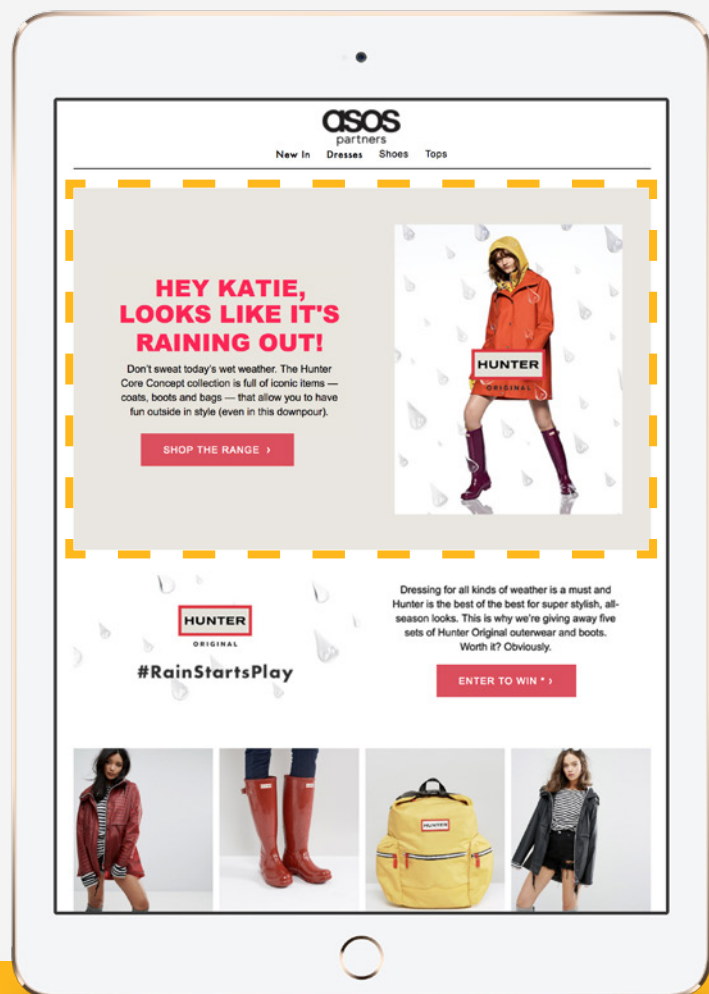 asos
partners
New In Dresses Shoes Tops
HEY KATIE,
LOOKS LIKE IT'S
RAINING OUT!
Don't sweat today's wet weather. The Hunter
Core Concept collection is full of iconic items —
coats, boots and bags — that allow you to have
fun outside in style (even in this downpour).
SHOP THE RANGE ›
HUNTER
ORIGINAL
HUNTER
ORIGINAL
#RainStartsPlay
Dressing for all kinds of weather is a must and
Hunter is the best of the best for super stylish, all-
season looks. This is why we're giving away five
sets of Hunter Original outerwear and boots.
Worth it? Obviously.
ENTER TO WIN * ›
HUNTER